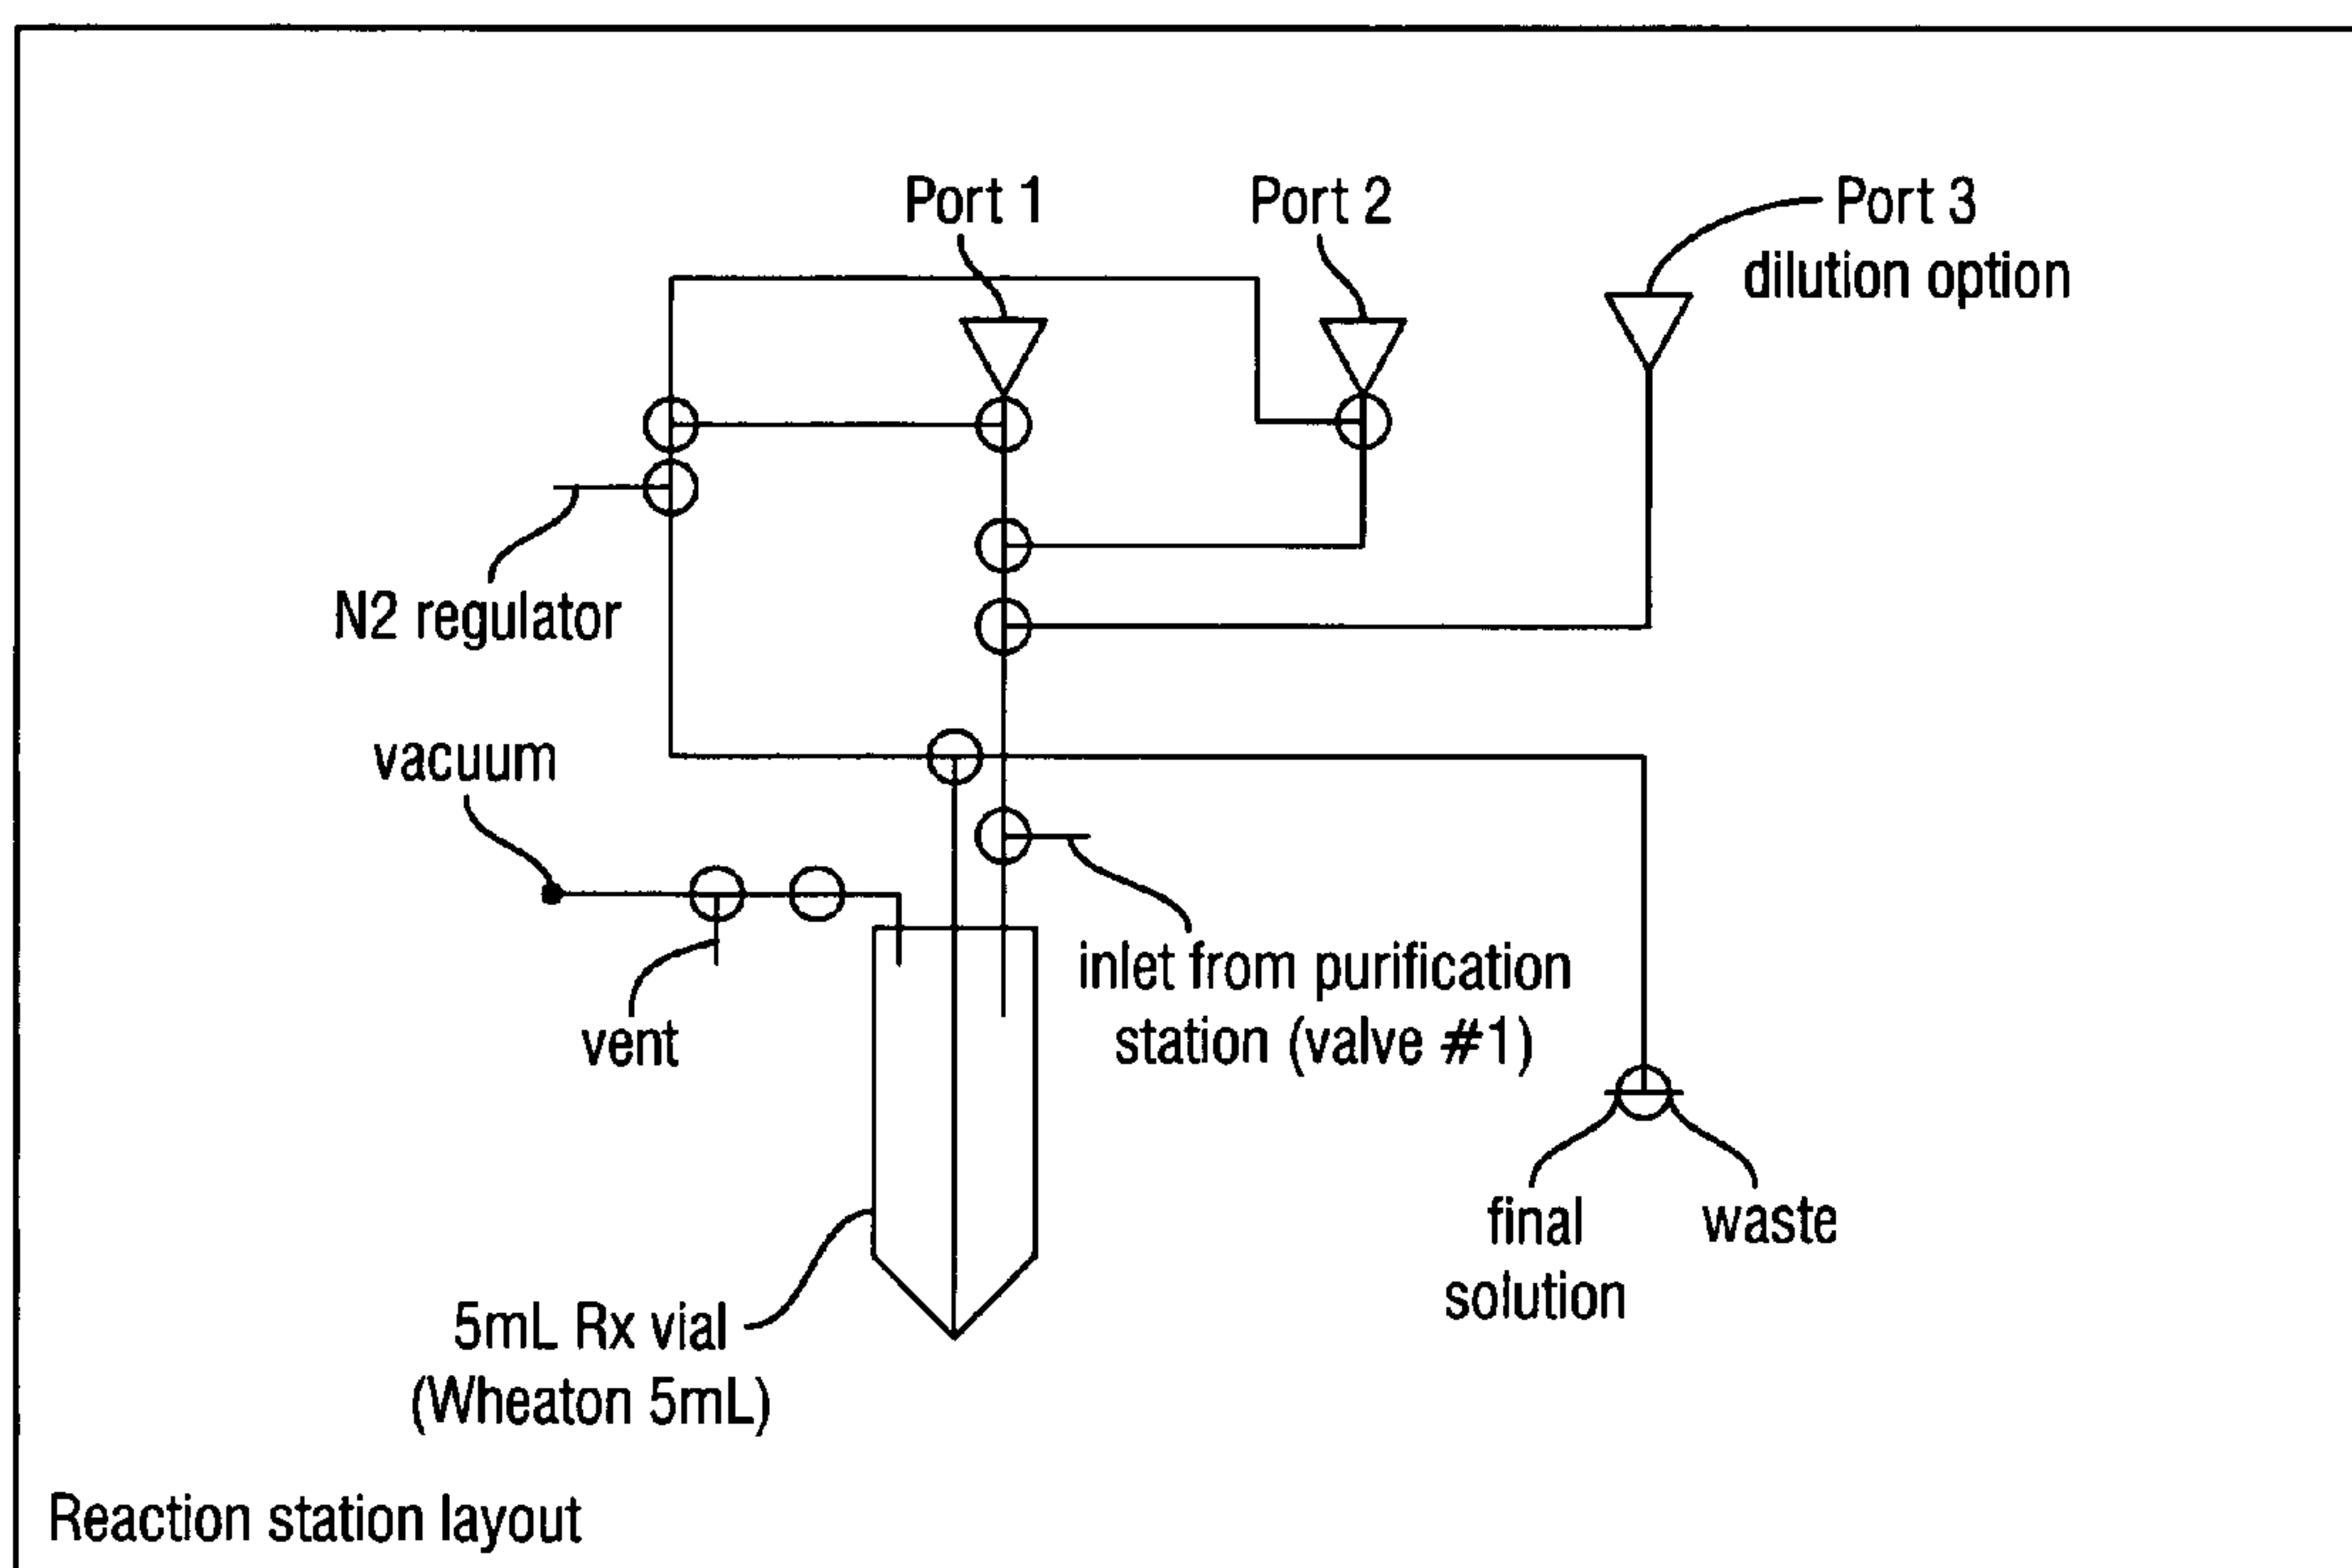 Port 1
Port 2
Port 3
dilution option
N2 regulator
vacuum
vent
inlet from purification
station (valve #1)
final
solution
waste
5mL Rx vial
(Wheaton 5mL)
Reaction station layout